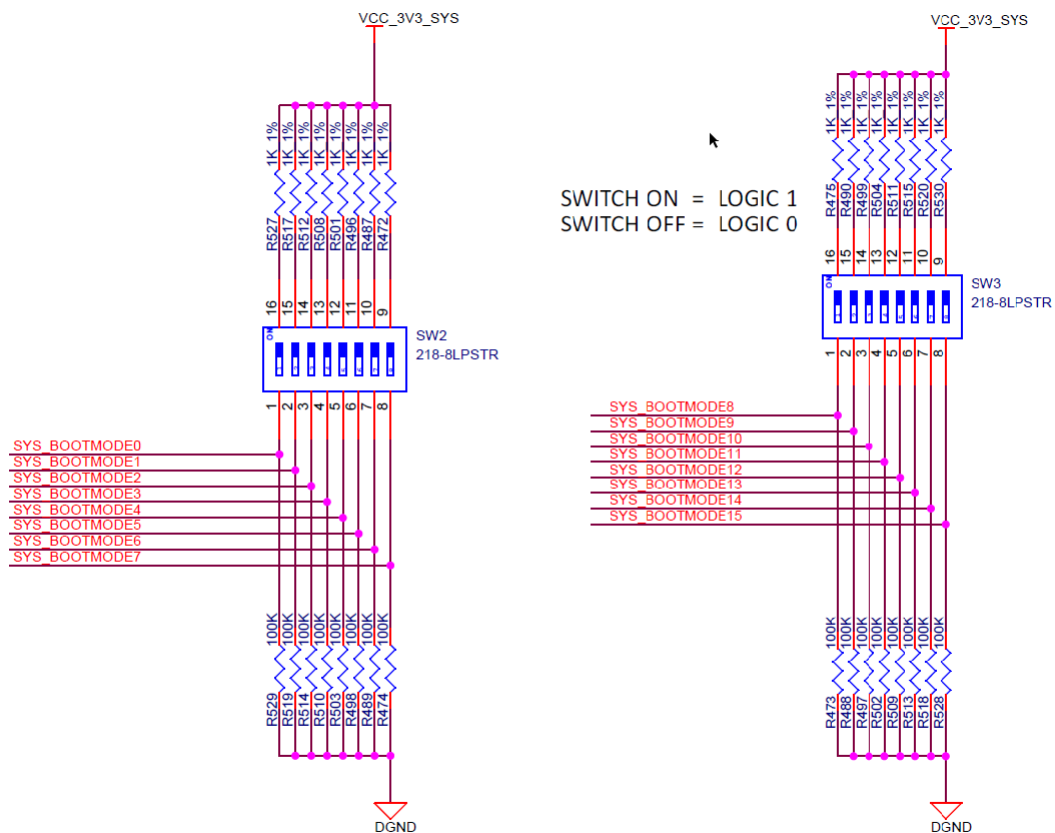 VCC_3V3_SYS
1K 1% 1K 1% 1K 1% 1K 1% 1K 1% 1K 1% 1K 1% 1K 1%
R527 R517 R512 R508 R501 R496 R487 R472
16 15 14 13 12 11 10 9
ON
SW2
218-8LPSTR
1 2 3 4 5 6 7 8
SYS_BOOTMODE0
SYS_BOOTMODE1
SYS_BOOTMODE2
SYS_BOOTMODE3
SYS_BOOTMODE4
SYS_BOOTMODE5
SYS_BOOTMODE6
SYS_BOOTMODE7
100K 100K 100K 100K 100K 100K 100K 100K
R529 R519 R514 R510 R503 R498 R489 R474
DGND
SWITCH ON = LOGIC 1
SWITCH OFF = LOGIC 0
VCC_3V3_SYS
1K 1% 1K 1% 1K 1% 1K 1% 1K 1% 1K 1% 1K 1% 1K 1%
R475 R490 R499 R504 R511 R515 R520 R530
16 15 14 13 12 11 10 9
ON
SW3
218-8LPSTR
1 2 3 4 5 6 7 8
SYS_BOOTMODE8
SYS_BOOTMODE9
SYS_BOOTMODE10
SYS_BOOTMODE11
SYS_BOOTMODE12
SYS_BOOTMODE13
SYS_BOOTMODE14
SYS_BOOTMODE15
100K 100K 100K 100K 100K 100K 100K 100K
R473 R488 R497 R502 R509 R513 R518 R528
DGND